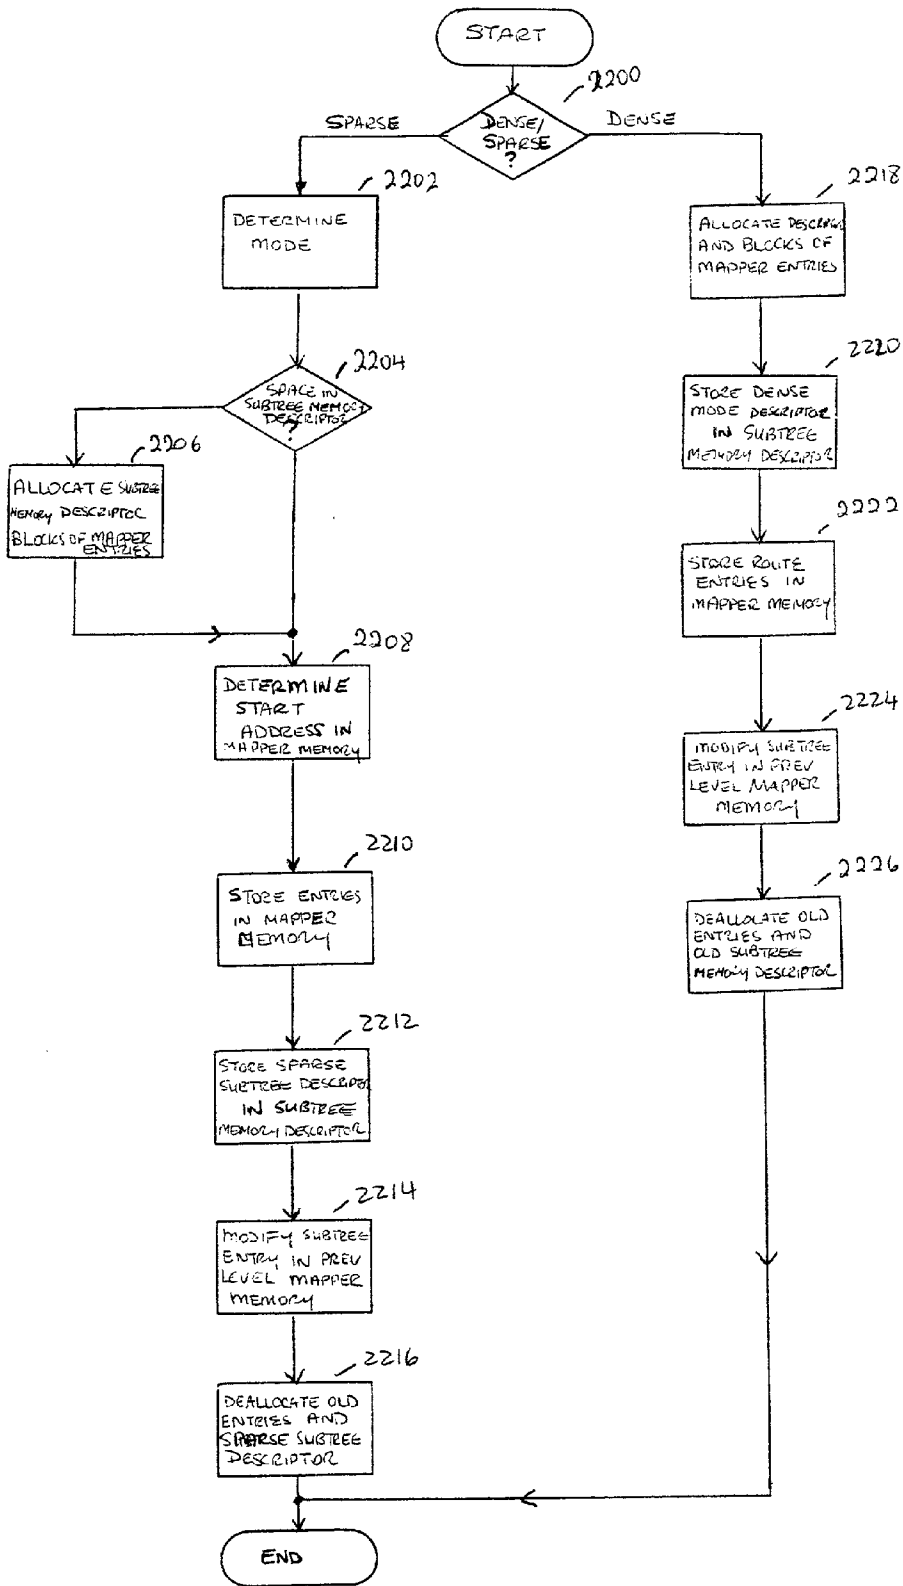 START
2200
DENSE/
SPARSE
?
SPARSE
DENSE
2202
DETERMINE
MODE
2204
SPACE IN
SUBTREE MEMORY
DESCRIPTOR
?
2206
ALLOCATE SUBTREE
MEMORY DESCRIPTOR
BLOCKS OF MAPPER
ENTRIES
2208
DETERMINE
START
ADDRESS IN
MAPPER MEMORY
2210
STORE ENTRIES
IN MAPPER
MEMORY
2212
STORE SPARSE
SUBTREE DESCRIPTOR
IN SUBTREE
MEMORY DESCRIPTOR
2214
MODIFY SUBTREE
ENTRY IN PREV
LEVEL MAPPER
MEMORY
2216
DEALLOCATE OLD
ENTRIES AND
SPARSE SUBTREE
DESCRIPTOR
2218
ALLOCATE DESCRIPTOR
AND BLOCKS OF
MAPPER ENTRIES
2220
STORE DENSE
MODE DESCRIPTOR
IN SUBTREE
MEMORY DESCRIPTOR
2222
STORE ROUTE
ENTRIES IN
MAPPER MEMORY
2224
MODIFY SUBTREE
ENTRY IN PREV
LEVEL MAPPER
MEMORY
2226
DEALLOCATE OLD
ENTRIES AND
OLD SUBTREE
MEMORY DESCRIPTOR
END